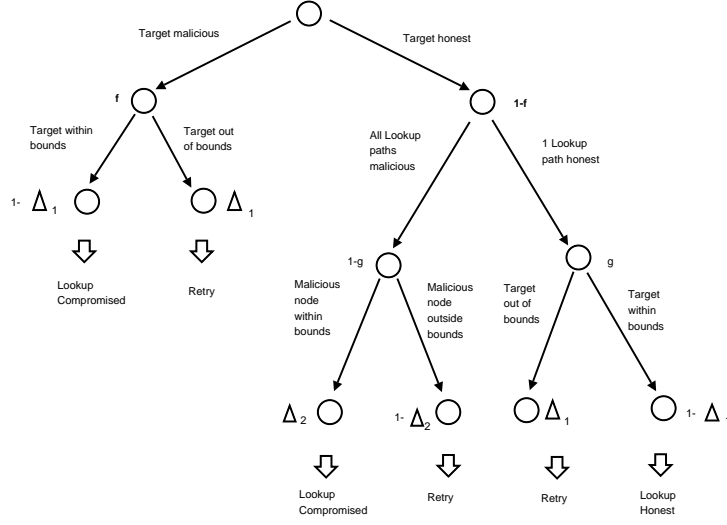 Target malicious
Target honest
f
1-f
Target within
bounds
Target out
of bounds
All Lookup
paths
malicious
1 Lookup
path honest
1- Δ 1
Δ 1
Lookup
Compromised
Retry
1-g
g
Malicious
node
within
bounds
Malicious
node
outside
bounds
Target
out of
bounds
Target
within
bounds
Δ 2
1- Δ 2
Δ 1
1- Δ
Lookup
Compromised
Retry
Retry
Lookup
Honest